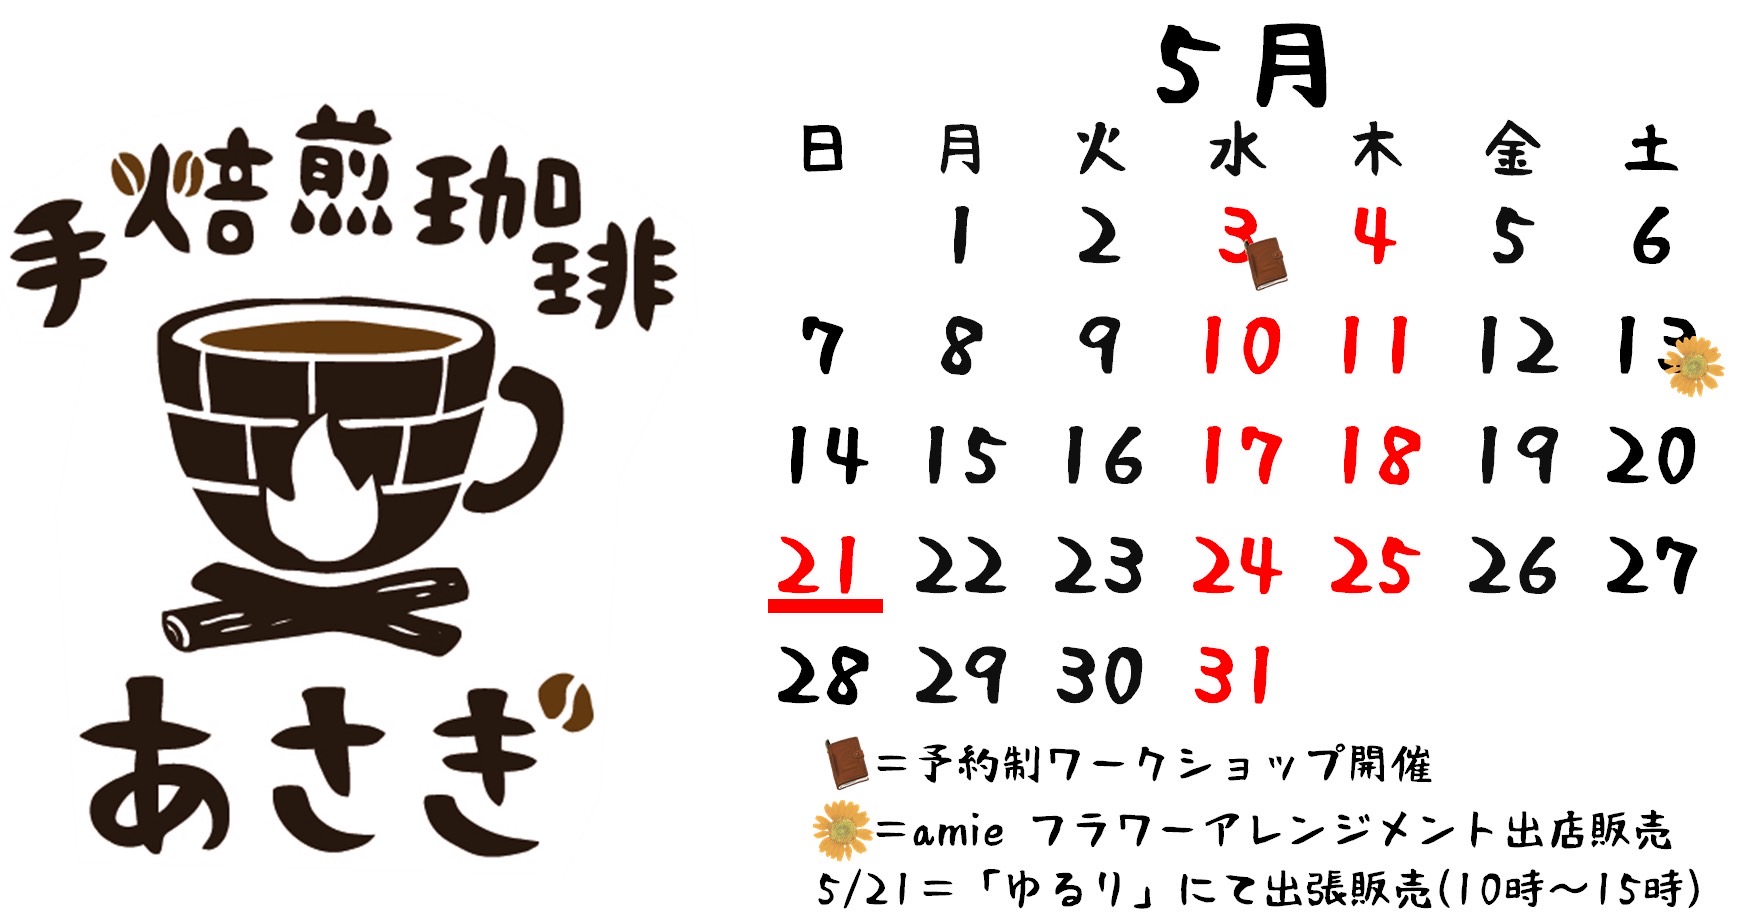 手焙煎珈琲
あさぎ
5月
日 月 火 水 木 金 土
1 2 3 4 5 6
7 8 9 10 11 12 13
14 15 16 17 18 19 20
21 22 23 24 25 26 27
28 29 30 31
=予約制ワークショップ開催
=amie フラワーアレンジメント出店販売
5/21=「ゆるり」にて出張販売(10時〜15時)